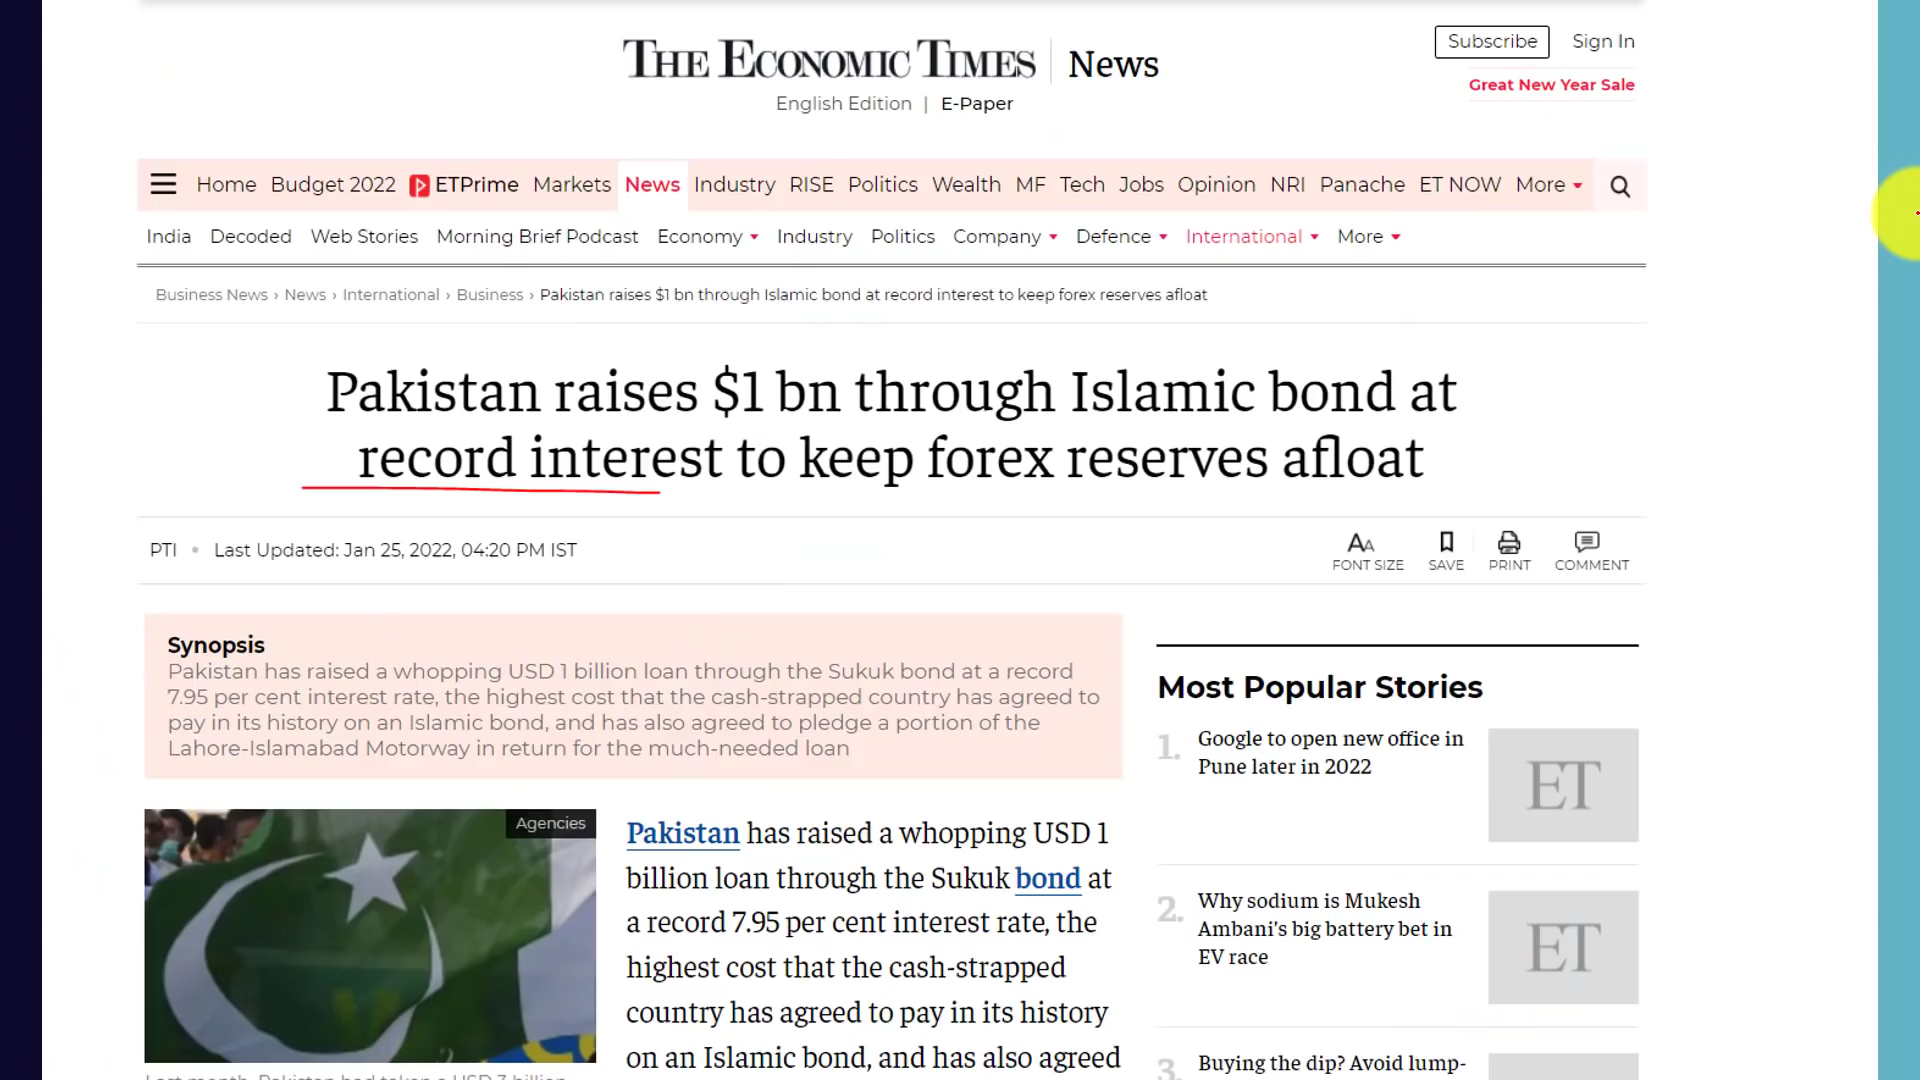 THE ECONOMIC TIMES | News
Subscribe Sign In
Great New Year Sale
English Edition | E-Paper
Home Budget 2022 ETPrime Markets News Industry RISE Politics Wealth MF Tech Jobs Opinion NRI Panache ET NOW More
India Decoded Web Stories Morning Brief Podcast Economy Industry Politics Company Defence International More
Business News › News › International › Business › Pakistan raises $1 bn through Islamic bond at record interest to keep forex reserves afloat
Pakistan raises $1 bn through Islamic bond at
record interest to keep forex reserves afloat
PTI • Last Updated: Jan 25, 2022, 04:20 PM IST
AA
FONT SIZE SAVE PRINT COMMENT
Synopsis
Pakistan has raised a whopping USD 1 billion loan through the Sukuk bond at a record
7.95 per cent interest rate, the highest cost that the cash-strapped country has agreed to
pay in its history on an Islamic bond, and has also agreed to pledge a portion of the
Lahore-Islamabad Motorway in return for the much-needed loan
Agencies
Last month, Pakistan had taken a USD 3 billion
Pakistan has raised a whopping USD 1
billion loan through the Sukuk bond at
a record 7.95 per cent interest rate, the
highest cost that the cash-strapped
country has agreed to pay in its history
on an Islamic bond, and has also agreed
Most Popular Stories
1. Google to open new office in
Pune later in 2022
ET
2. Why sodium is Mukesh
Ambani's big battery bet in
EV race
ET
3. Buying the dip? Avoid lump-